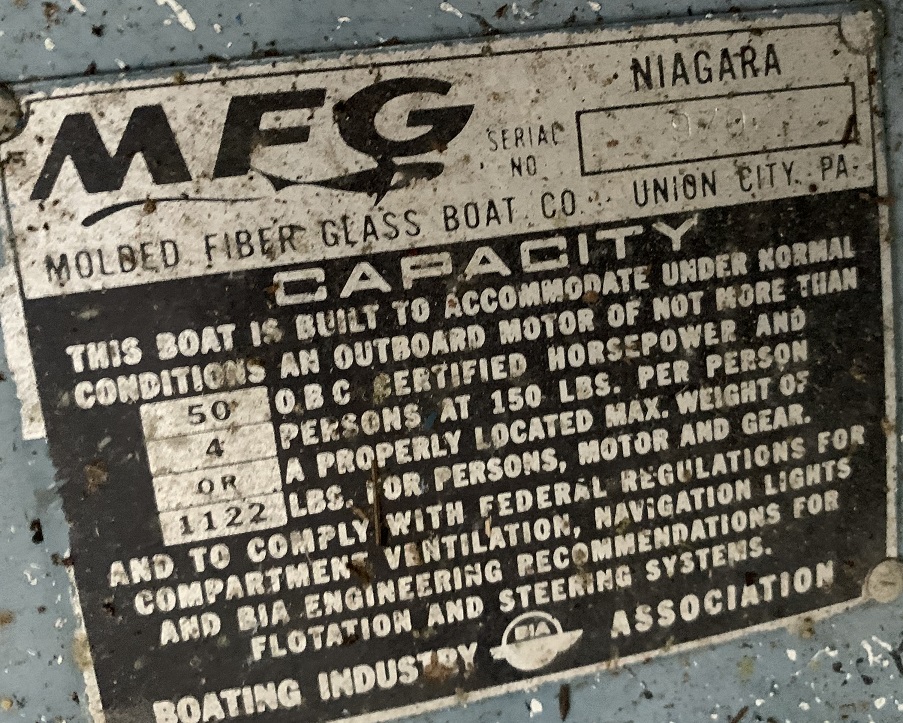 MFG
NIAGARA
SERIAL
NO
MOLDED FIBER GLASS BOAT CO. UNION CITY, PA.
CAPACITY
THIS BOAT IS BUILT TO ACCOMMODATE UNDER NORMAL
CONDITIONS AN OUTBOARD MOTOR OF NOT MORE THAN
50 OBC CERTIFIED HORSEPOWER AND
4 PERSONS AT 150 LBS. PER PERSON
OR A PROPERLY LOCATED MAX. WEIGHT OF
1122 LBS. FOR PERSONS, MOTOR AND GEAR.
AND TO COMPLY WITH FEDERAL REGULATIONS FOR
COMPARTMENT VENTILATION, NAVIGATION LIGHTS
AND BIA ENGINEERING RECOMMENDATIONS FOR
FLOTATION AND STEERING SYSTEMS.
BOATING INDUSTRY BIA ASSOCIATION